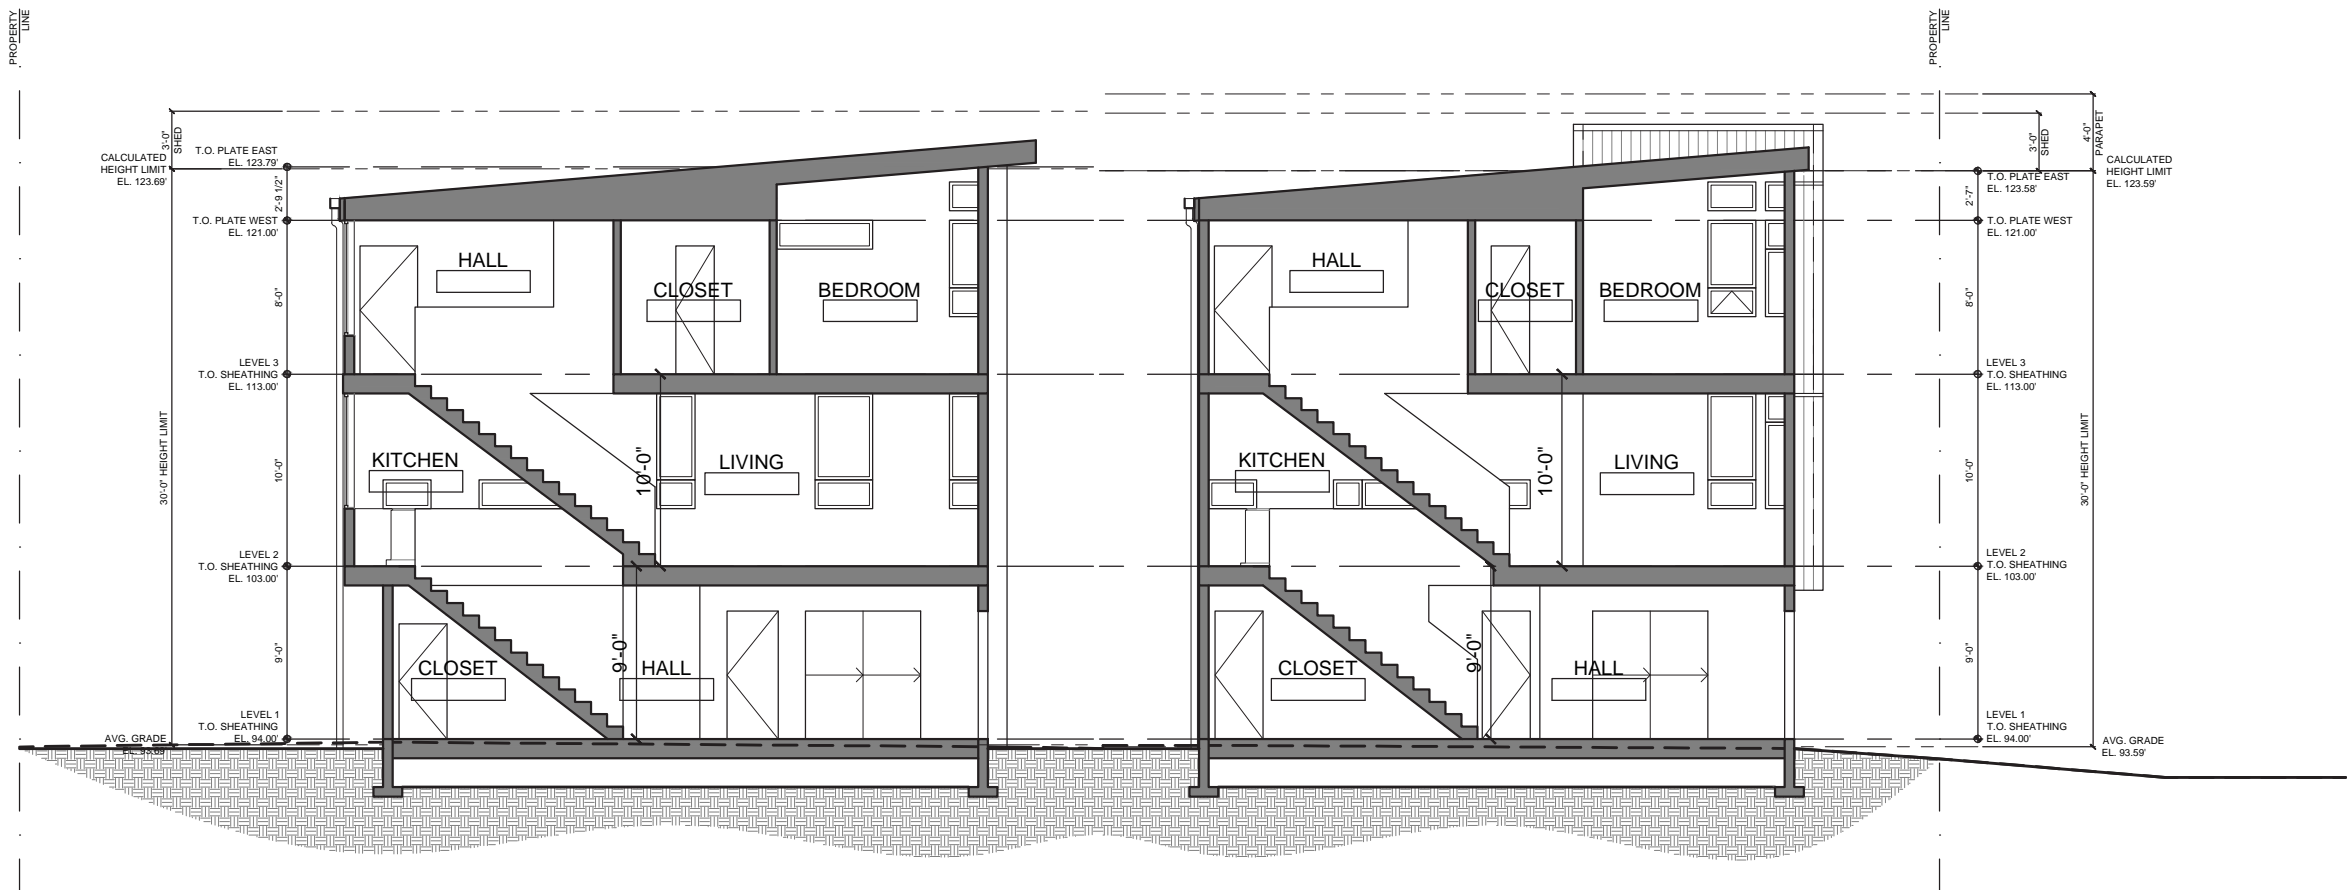 PROPERTY
LINE
PROPERTY
LINE
3'-0"
SHED
CALCULATED
HEIGHT LIMIT
EL. 123.69'
T.O. PLATE EAST
EL. 123.79'
2'-9 1/2"
T.O. PLATE WEST
EL. 121.00'
8'-0"
LEVEL 3
T.O. SHEATHING
EL. 113.00'
30'-0" HEIGHT LIMIT
10'-0"
LEVEL 2
T.O. SHEATHING
EL. 103.00'
9'-0"
LEVEL 1
T.O. SHEATHING
EL. 94.00'
AVG. GRADE
EL. 93.69'
HALL
CLOSET
BEDROOM
KITCHEN
10'-0"
LIVING
CLOSET
9'-0"
HALL
HALL
CLOSET
BEDROOM
KITCHEN
10'-0"
LIVING
CLOSET
9'-0"
HALL
3'-0"
SHED
4'-0"
PARAPET
CALCULATED
HEIGHT LIMIT
EL. 123.59'
T.O. PLATE EAST
EL. 123.58'
2'-7"
T.O. PLATE WEST
EL. 121.00'
8'-0"
LEVEL 3
T.O. SHEATHING
EL. 113.00'
30'-0" HEIGHT LIMIT
10'-0"
LEVEL 2
T.O. SHEATHING
EL. 103.00'
9'-0"
LEVEL 1
T.O. SHEATHING
EL. 94.00'
AVG. GRADE
EL. 93.59'